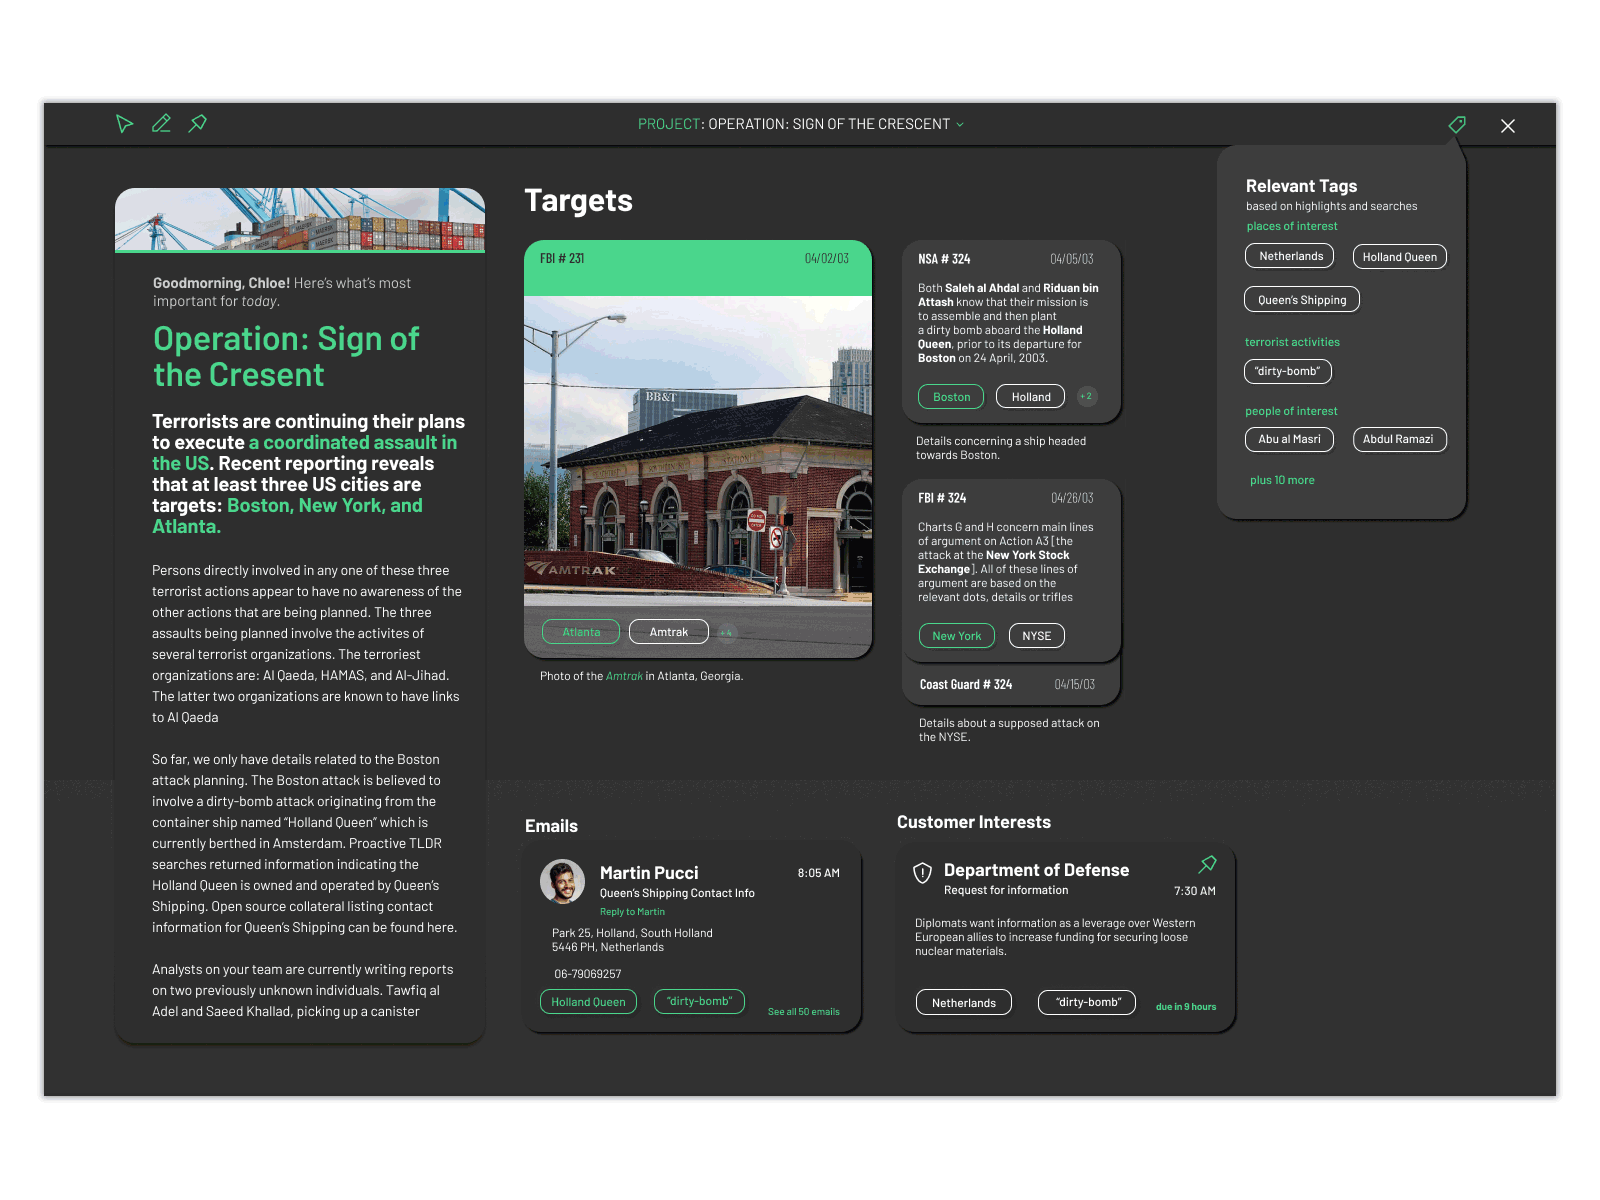 PROJECT: OPERATION: SIGN OF THE CRESCENT
Goodmorning, Chloe! Here's what's most
important for today.
Operation: Sign of
the Cresent
Terrorists are continuing their plans
to execute a coordinated assault in
the US. Recent reporting reveals
that at least three US cities are
targets: Boston, New York, and
Atlanta.
Persons directly involved in any one of these three
terrorist actions appear to have no awareness of the
other actions that are being planned. The three
assaults being planned involve the activites of
several terrorist organizations. The terroriest
organizations are: Al Qaeda, HAMAS, and Al-Jihad.
The latter two organizations are known to have links
to Al Qaeda
So far, we only have details related to the Boston
attack planning. The Boston attack is believed to
involve a dirty-bomb attack originating from the
container ship named “Holland Queen” which is
currently berthed in Amsterdam. Proactive TLDR
searches returned information indicating the
Holland Queen is owned and operated by Queen's
Shipping. Open source collateral listing contact
information for Queen's Shipping can be found here.
Analysts on your team are currently writing reports
on two previously unknown individuals. Tawfiq al
Adel and Saeed Khallad, picking up a canister
Targets
FBI # 231
04/02/03
BB&T
AMTRAK
Atlanta
Amtrak
+4
Photo of the Amtrak in Atlanta, Georgia.
NSA # 324
04/05/03
Both Saleh al Ahdal and Riduan bin
Attash know that their mission is
to assemble and then plant
a dirty bomb aboard the Holland
Queen, prior to its departure for
Boston on 24 April, 2003.
Boston
Holland
+2
Details concerning a ship headed
towards Boston.
FBI # 324
04/26/03
Charts G and H concern main lines
of argument on Action A3 [the
attack at the New York Stock
Exchange]. All of these lines of
argument are based on the
relevant dots, details or trifles
New York
NYSE
Coast Guard # 324
04/15/03
Details about a supposed attack on
the NYSE.
Relevant Tags
based on highlights and searches
places of interest
Netherlands
Holland Queen
Queen's Shipping
terrorist activities
“dirty-bomb”
people of interest
Abu al Masri
Abdul Ramazi
plus 10 more
Emails
Martin Pucci
8:05 AM
Queen's Shipping Contact Info
Reply to Martin
Park 25, Holland, South Holland
5446 PH, Netherlands
06-79069257
Holland Queen
“dirty-bomb”
See all 50 emails
Customer Interests
Department of Defense
Request for information
7:30 AM
Diplomats want information as a leverage over Western
European allies to increase funding for securing loose
nuclear materials.
Netherlands
“dirty-bomb”
due in 9 hours